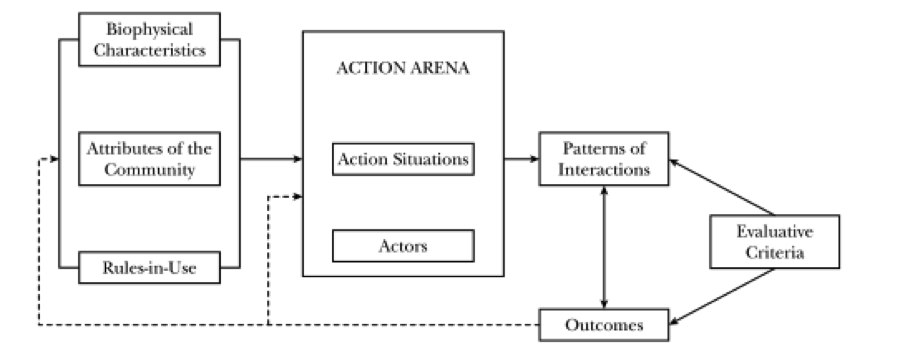 Biophysical
Characteristics
Attributes of the
Community
Rules-in-Use
ACTION ARENA
Action Situations
Actors
Patterns of
Interactions
Outcomes
Evaluative
Criteria